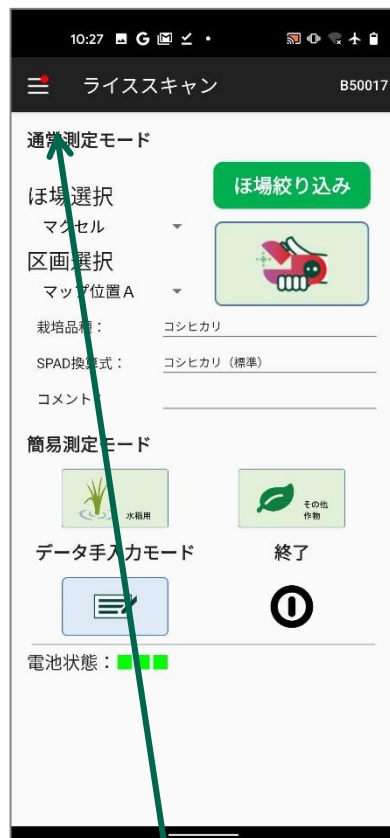 10:27 G
ライススキャン B50017
通常測定モード
ほ場選択 ほ場絞り込み
マクセル
区画選択
マップ位置A
栽培品種: コシヒカリ
SPAD換算式: コシヒカリ（標準）
コメント:
簡易測定モード
水稲用 その他
作物
データ手入力モード 終了
電池状態：